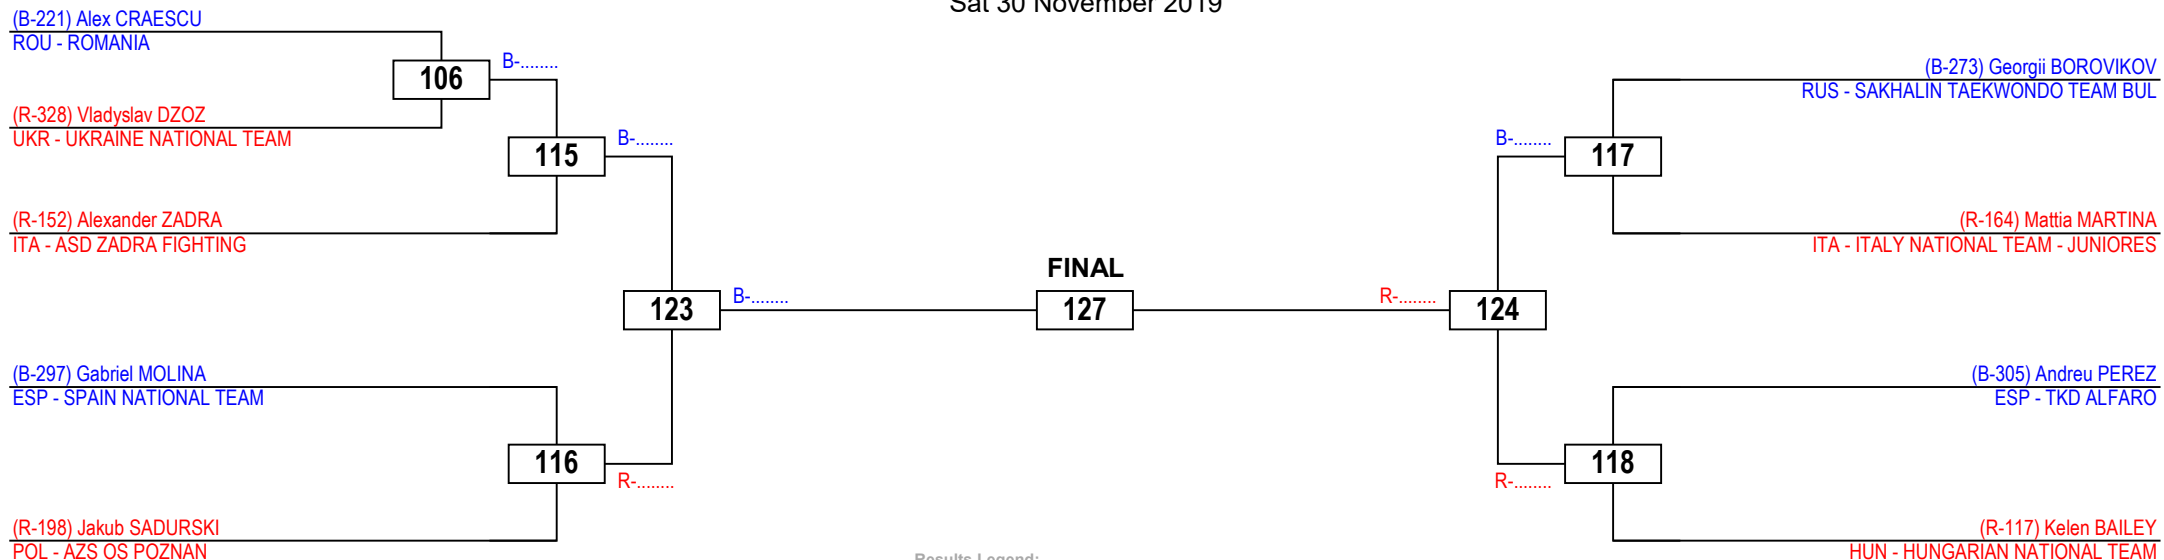 Sat 30 November 2019
(B-221) Alex CRAESCU
ROU - ROMANIA
106
B-........
(R-328) Vladyslav DZOZ
UKR - UKRAINE NATIONAL TEAM
115
B-........
(R-152) Alexander ZADRA
ITA - ASD ZADRA FIGHTING
123
B-........
(B-297) Gabriel MOLINA
ESP - SPAIN NATIONAL TEAM
116
R-........
(R-198) Jakub SADURSKI
POL - AZS OS POZNAN
FINAL
127
(B-273) Georgii BOROVIKOV
RUS - SAKHALIN TAEKWONDO TEAM BUL
B-........
117
(R-164) Mattia MARTINA
ITA - ITALY NATIONAL TEAM - JUNIORES
R-........
124
(B-305) Andreu PEREZ
ESP - TKD ALFARO
118
R-........
(R-117) Kelen BAILEY
HUN - HUNGARIAN NATIONAL TEAM
Results Legend: